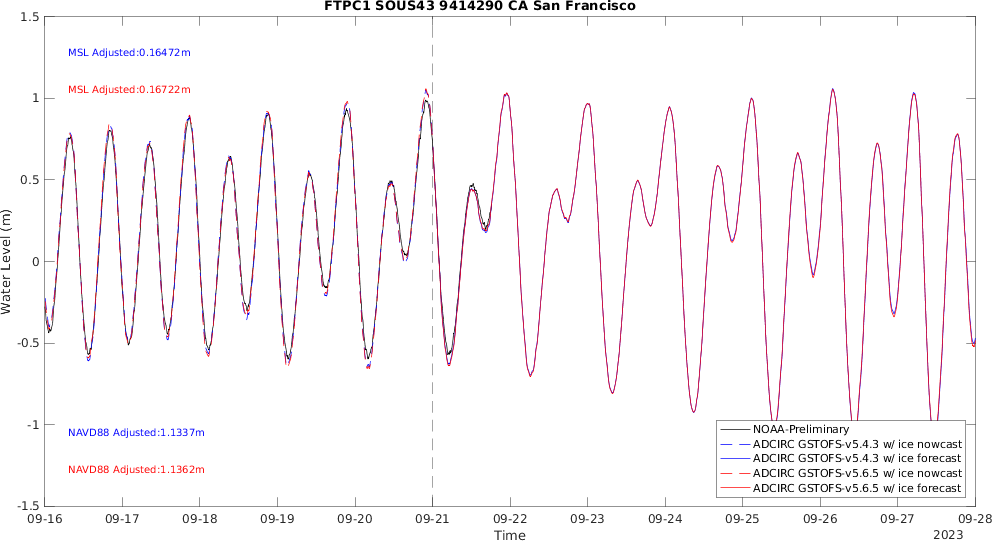 FTPC1 SOUS43 9414290 CA San Francisco
1.5
MSL Adjusted:0.16472m
MSL Adjusted:0.16722m
1
0.5
Water Level (m)
0
-0.5
-1
NAVD88 Adjusted:1.1337m
NAVD88 Adjusted:1.1362m
-1.5
NOAA-Preliminary
ADCIRC GSTOFS-v5.4.3 w/ ice nowcast
ADCIRC GSTOFS-v5.4.3 w/ ice forecast
ADCIRC GSTOFS-v5.6.5 w/ ice nowcast
ADCIRC GSTOFS-v5.6.5 w/ ice forecast
09-16 09-17 09-18 09-19 09-20 09-21 09-22 09-23 09-24 09-25 09-26 09-27 09-28
Time
2023